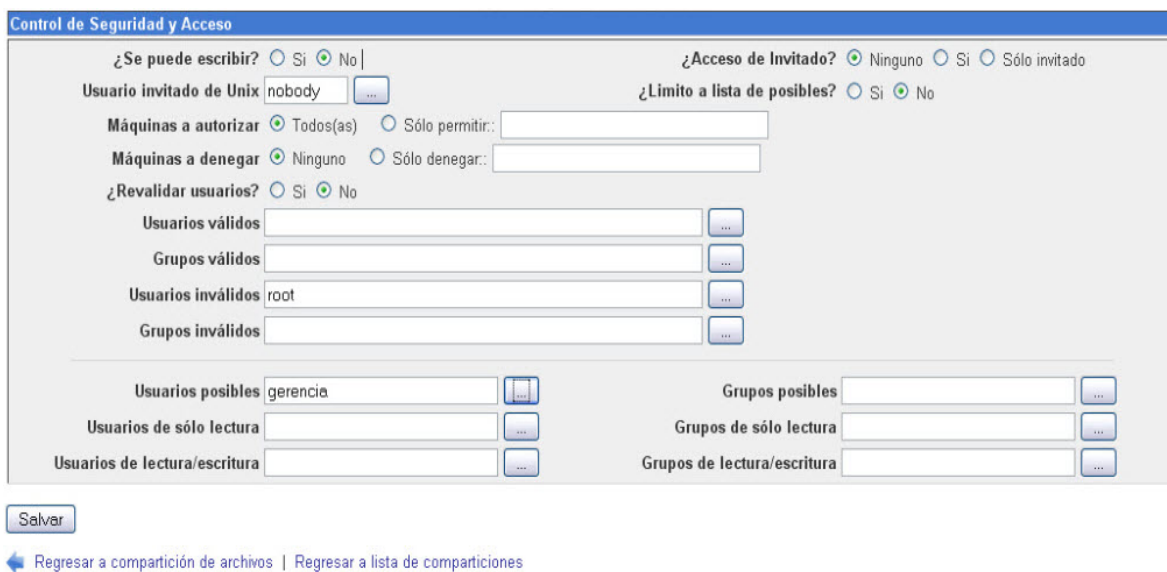 Control de Seguridad y Acceso
¿Se puede escribir? Si No ¿Acceso de Invitado? Ninguno Si Sólo invitado
Usuario invitado de Unix nobody ... ¿Limito a lista de posibles? Si No
Máquinas a autorizar Todos(as) Sólo permitir::
Máquinas a denegar Ninguno Sólo denegar::
¿Revalidar usuarios? Si No
Usuarios válidos ...
Grupos válidos ...
Usuarios inválidos root ...
Grupos inválidos ...
Usuarios posibles gerencia ... Grupos posibles ...
Usuarios de sólo lectura ... Grupos de sólo lectura ...
Usuarios de lectura/escritura ... Grupos de lectura/escritura ...
Salvar
Regresar a compartición de archivos | Regresar a lista de comparticiones